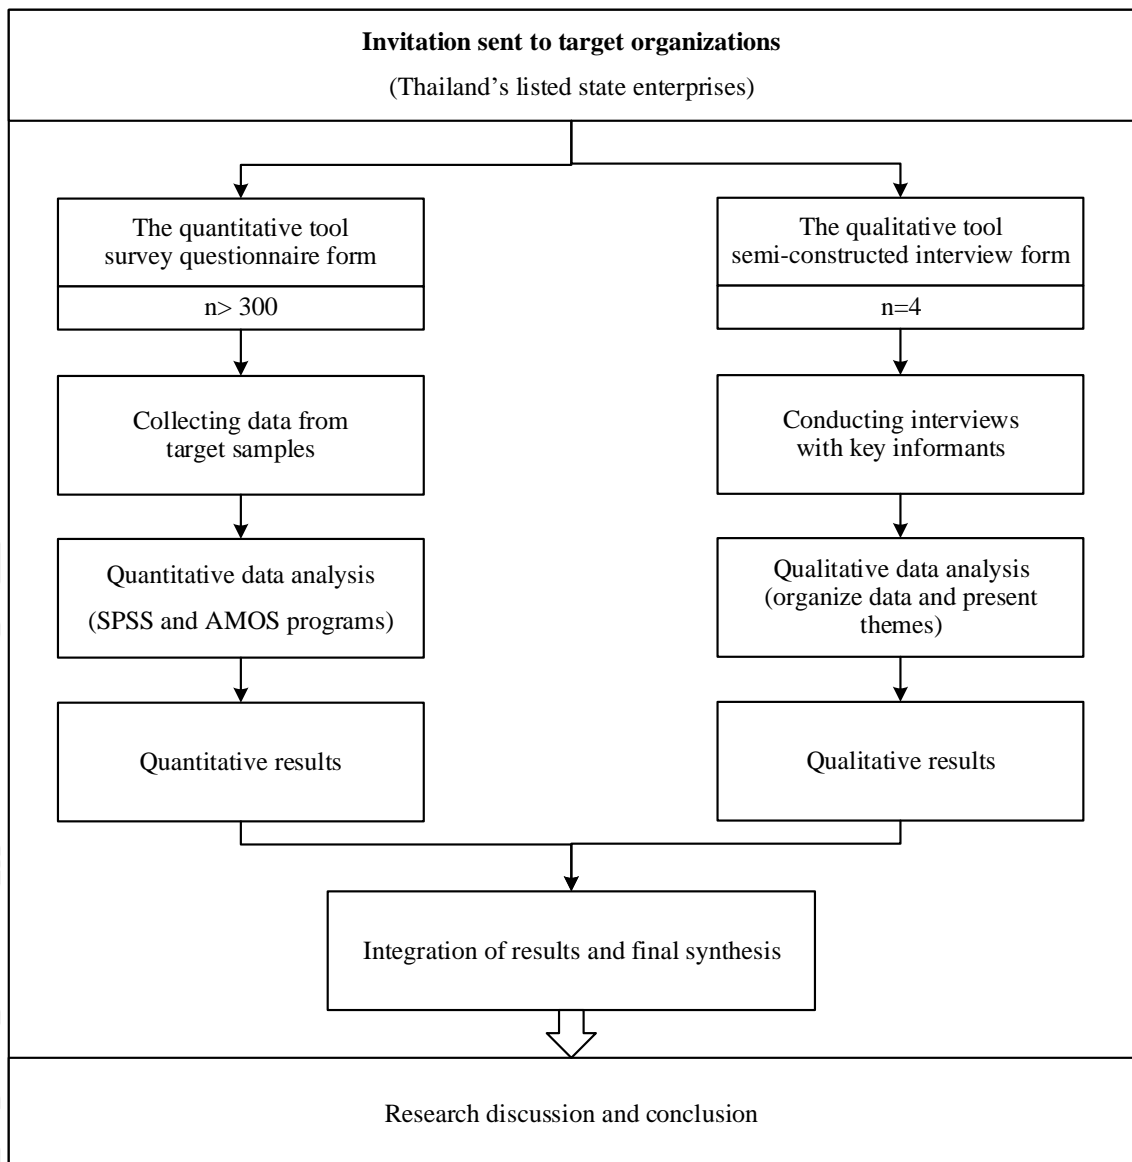 Invitation sent to target organizations
(Thailand's listed state enterprises)
The quantitative tool
survey questionnaire form
n> 300
The qualitative tool
semi-constructed interview form
n=4
Collecting data from
target samples
Conducting interviews
with key informants
Quantitative data analysis
(SPSS and AMOS programs)
Qualitative data analysis
(organize data and present
themes)
Quantitative results
Qualitative results
Integration of results and final synthesis
Research discussion and conclusion